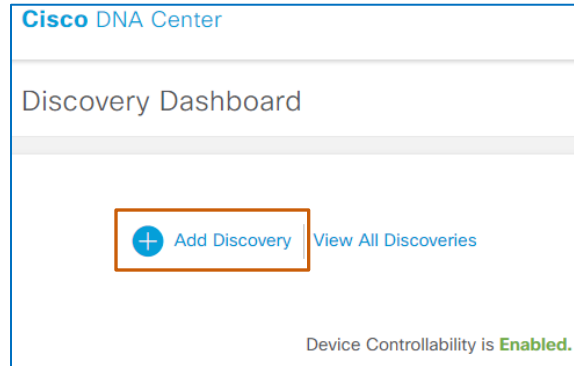 Cisco DNA Center
Discovery Dashboard
Add Discovery View All Discoveries
Device Controllability is Enabled.